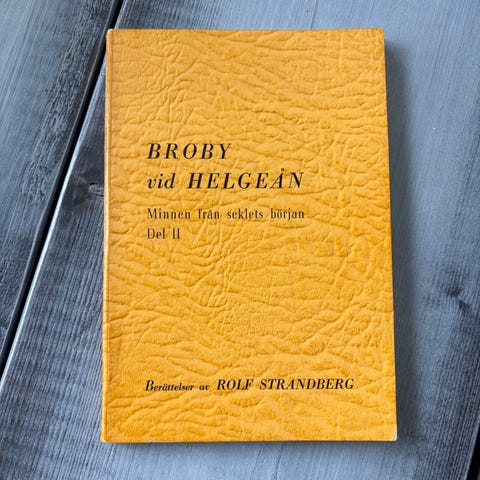 BROBY
vid HELGEÅN
Minnen från seklets början
Del II
Berättelser av ROLF STRANDBERG